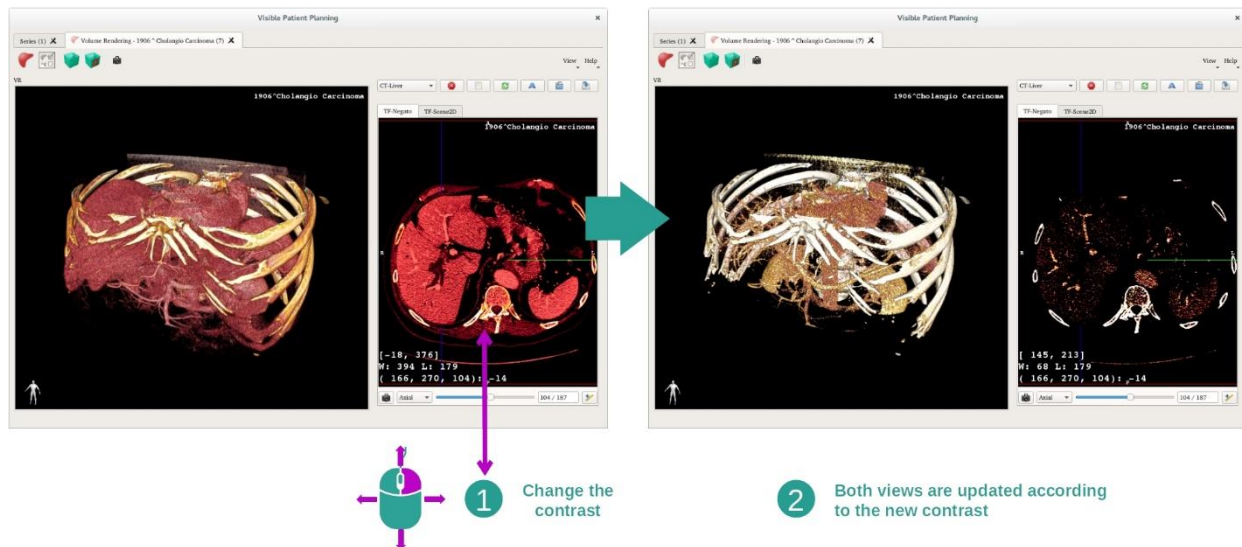 Visible Patient Planning
×
Series (1) ✗
Volume Rendering - 1906^Cholangio Carcinoma (7) ✗
View Help
VR
CT-Liver
A
TF-Negato TF-Scene2D
1906^Cholangio Carcinoma
1906^Cholangio Carcinoma
R
[-18, 376]
W: 394 L: 179
( 166, 270, 104): -14
Axial
104 / 187
Visible Patient Planning
×
Series (1) ✗
Volume Rendering - 1906^Cholangio Carcinoma (7) ✗
View Help
VR
CT-Liver
A
TF-Negato TF-Scene2D
1906^Cholangio Carcinoma
1906^Cholangio Carcinoma
R
[ 145, 213]
W: 68 L: 179
( 166, 270, 104): -14
Axial
104 / 187
1
Change the
contrast
2
Both views are updated according
to the new contrast